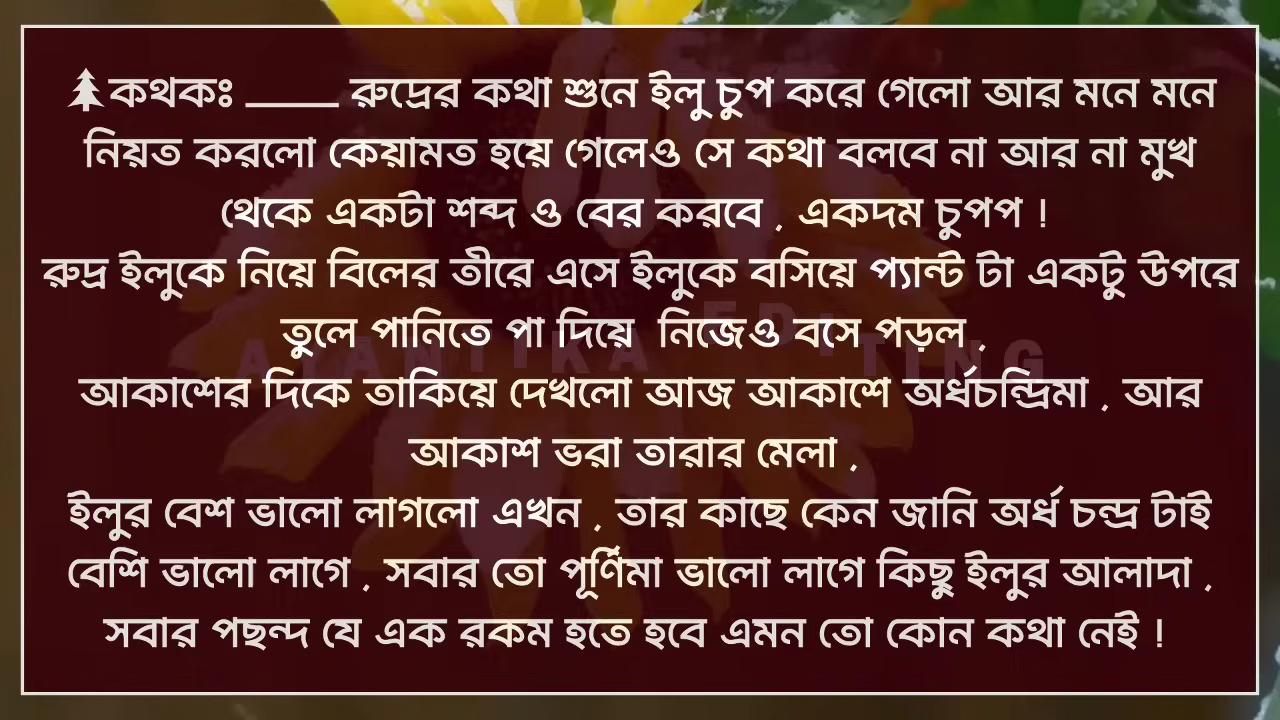 🌲কথকঃ _____ রুদ্রের কথা শুনে ইলু চুপ করে গেলো আর মনে মনে
নিয়ত করলো কেয়ামত হয়ে গেলেও সে কথা বলবে না আর না মুখ
থেকে একটা শব্দ ও বের করবে , একদম চুপপ !
রুদ্র ইলুকে নিয়ে বিলের তীরে এসে ইলুকে বসিয়ে প্যান্ট টা একটু উপরে
তুলে পানিতে পা দিয়ে নিজেও বসে পড়ল ,
আকাশের দিকে তাকিয়ে দেখলো আজ আকাশে অর্ধচন্দ্রিমা , আর
আকাশ ভরা তারার মেলা ,
ইলুর বেশ ভালো লাগলো এখন , তার কাছে কেন জানি অর্ধ চন্দ্র টাই
বেশি ভালো লাগে , সবার তো পূর্ণিমা ভালো লাগে কিছু ইলুর আলাদা ,
সবার পছন্দ যে এক রকম হতে হবে এমন তো কোন কথা নেই !